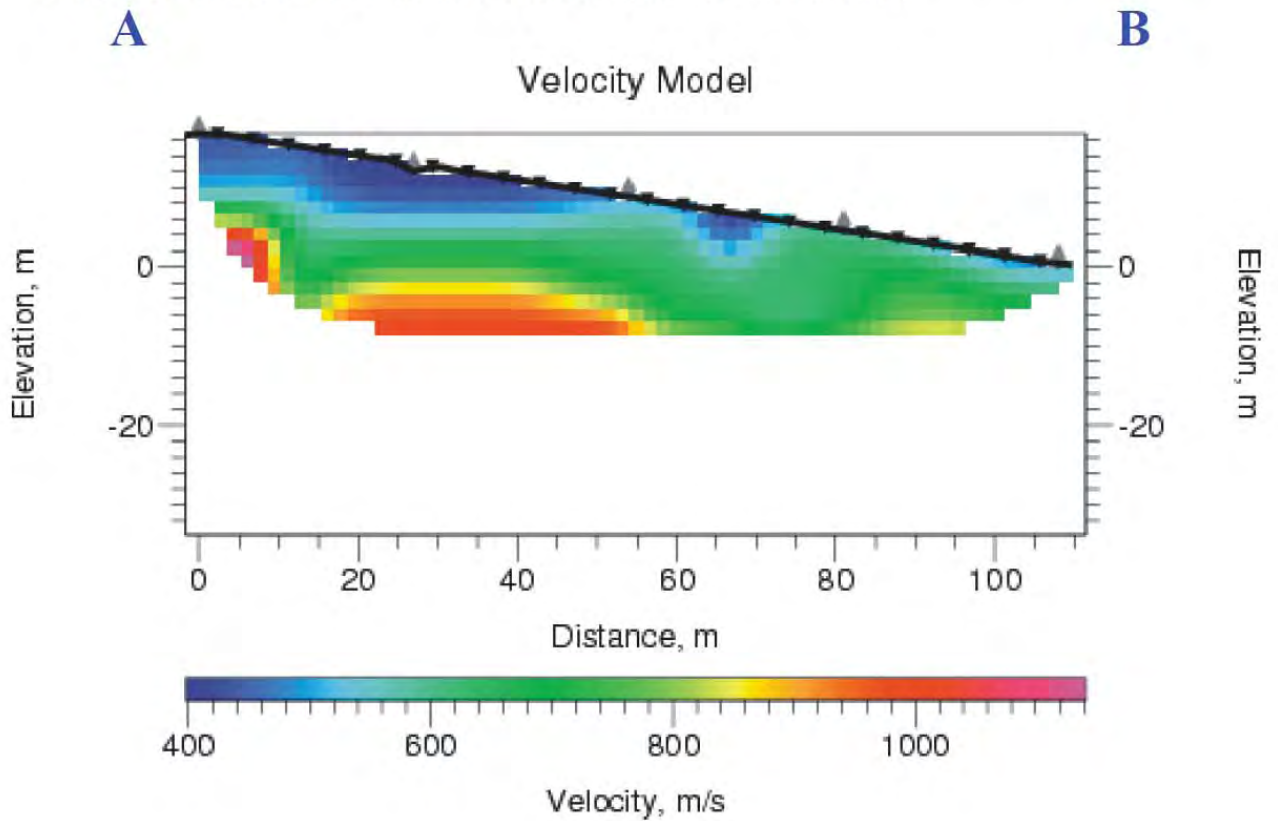 A B
Velocity Model
Elevation, m
0 0
-20 -20
Elevation, m
0 20 40 60 80 100
Distance, m
400 600 800 1000
Velocity, m/s